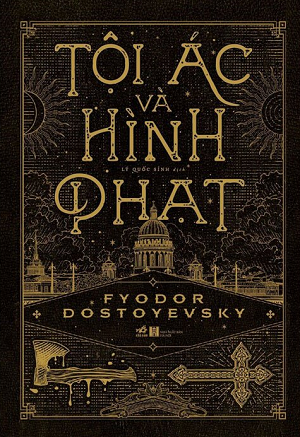 TỘI ÁC
VÀ
HÌNH
PHẠT
LÝ QUỐC SINH dịch
FYODOR
DOSTOYEVSKY